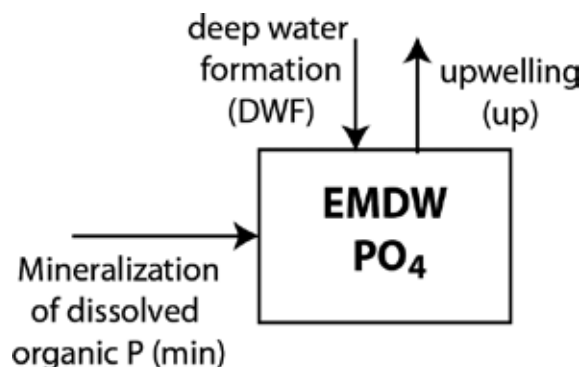 deep water
formation
(DWF)
upwelling
(up)
EMDW
PO₄
Mineralization
of dissolved
organic P (min)